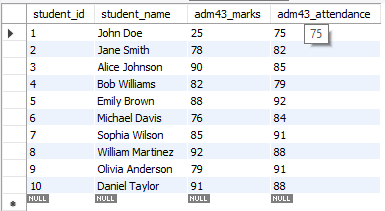 student_id student_name adm43_marks adm43_attendance
1 John Doe 25 75
75
2 Jane Smith 78 82
3 Alice Johnson 90 85
4 Bob Williams 82 79
5 Emily Brown 88 92
6 Michael Davis 76 84
7 Sophia Wilson 85 91
8 William Martinez 92 88
9 Olivia Anderson 79 91
10 Daniel Taylor 91 88
NULL NULL NULL NULL